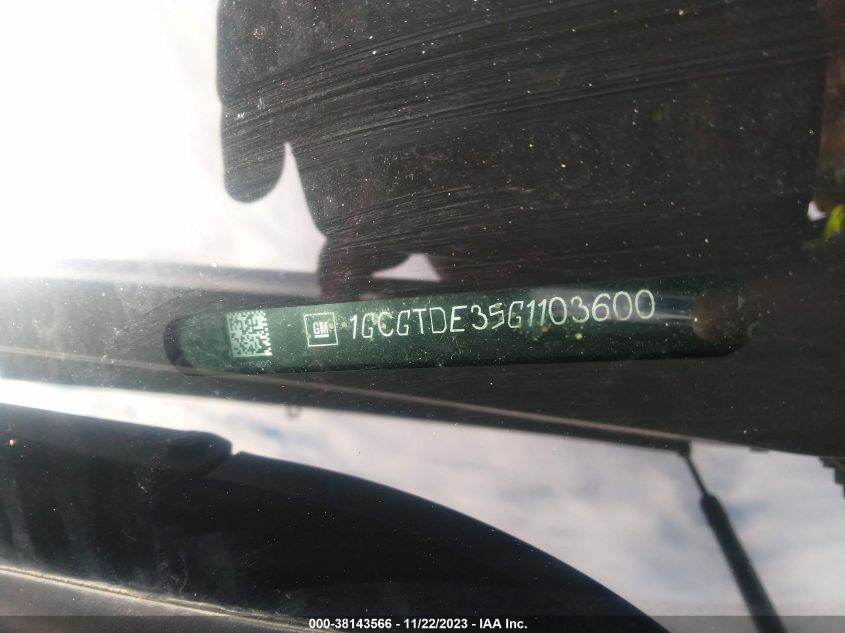 GM 1GCGTDE35G1103600
000-38143566 - 11/22/2023 - IAA Inc.